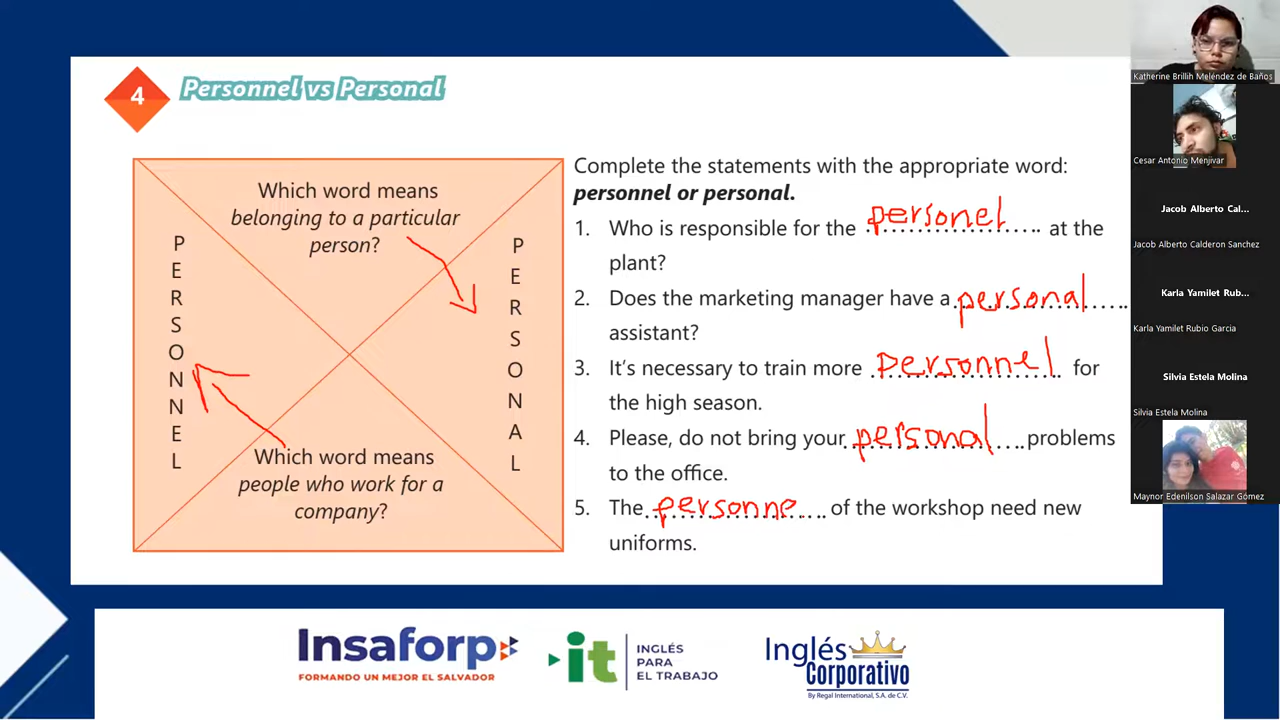 4
Personnel vs Personal
Which word means
belonging to a particular
person?
PERSONNEL
PERSONAL
Which word means
people who work for a
company?
Complete the statements with the appropriate word:
personnel or personal.
1. Who is responsible for the personel at the
plant?
2. Does the marketing manager have a personal
assistant?
3. It's necessary to train more personnel for
the high season.
4. Please, do not bring your personal problems
to the office.
5. The personne of the workshop need new
uniforms.
Katherine Brillih Meléndez de Baños
Cesar Antonio Menjivar
Jacob Alberto Cal...
Jacob Alberto Calderon Sanchez
Karla Yamilet Rub...
Karla Yamilet Rubio Garcia
Silvia Estela Molina
Silvia Estela Molina
Maynor Edenilson Salazar Gómez
Insaforp
FORMANDO UN MEJOR EL SALVADOR
it
INGLÉS
PARA
EL TRABAJO
Inglés
Corporativo
By Regal International, S.A. de C.V.